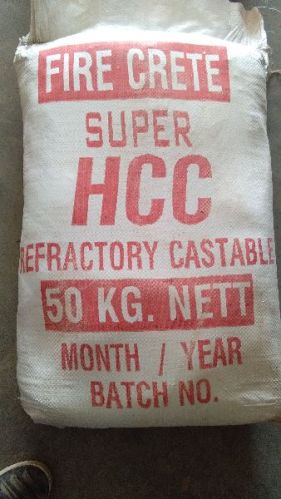 FIRE CRETE
SUPER
HCC
REFRACTORY CASTABLE
50 KG. NETT
MONTH / YEAR
BATCH NO.